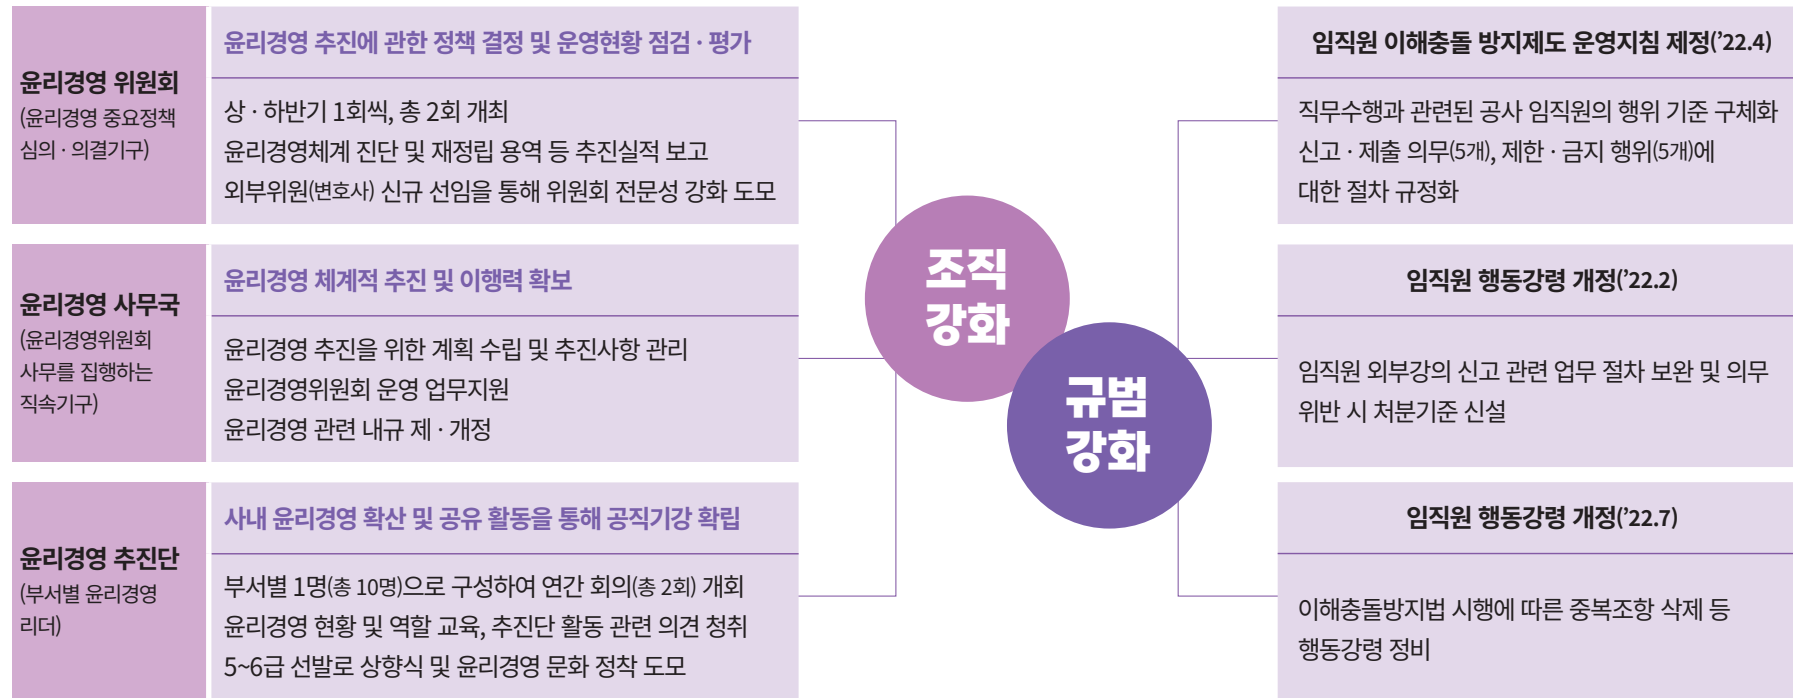 윤리경영 위원회
(윤리경영 중요정책
심의 · 의결기구)
윤리경영 추진에 관한 정책 결정 및 운영현황 점검 · 평가
상 · 하반기 1회씩, 총 2회 개최
윤리경영체계 진단 및 재정립 용역 등 추진실적 보고
외부위원(변호사) 신규 선임을 통해 위원회 전문성 강화 도모
윤리경영 사무국
(윤리경영위원회
사무를 집행하는
직속기구)
윤리경영 체계적 추진 및 이행력 확보
윤리경영 추진을 위한 계획 수립 및 추진사항 관리
윤리경영위원회 운영 업무지원
윤리경영 관련 내규 제 · 개정
윤리경영 추진단
(부서별 윤리경영
리더)
사내 윤리경영 확산 및 공유 활동을 통해 공직기강 확립
부서별 1명(총 10명)으로 구성하여 연간 회의(총 2회) 개회
윤리경영 현황 및 역할 교육, 추진단 활동 관련 의견 청취
5~6급 선발로 상향식 및 윤리경영 문화 정착 도모
조직
강화
규범
강화
임직원 이해충돌 방지제도 운영지침 제정(’22.4)
직무수행과 관련된 공사 임직원의 행위 기준 구체화
신고 · 제출 의무(5개), 제한 · 금지 행위(5개)에
대한 절차 규정화
임직원 행동강령 개정(’22.2)
임직원 외부강의 신고 관련 업무 절차 보완 및 의무
위반 시 처분기준 신설
임직원 행동강령 개정(’22.7)
이해충돌방지법 시행에 따른 중복조항 삭제 등
행동강령 정비